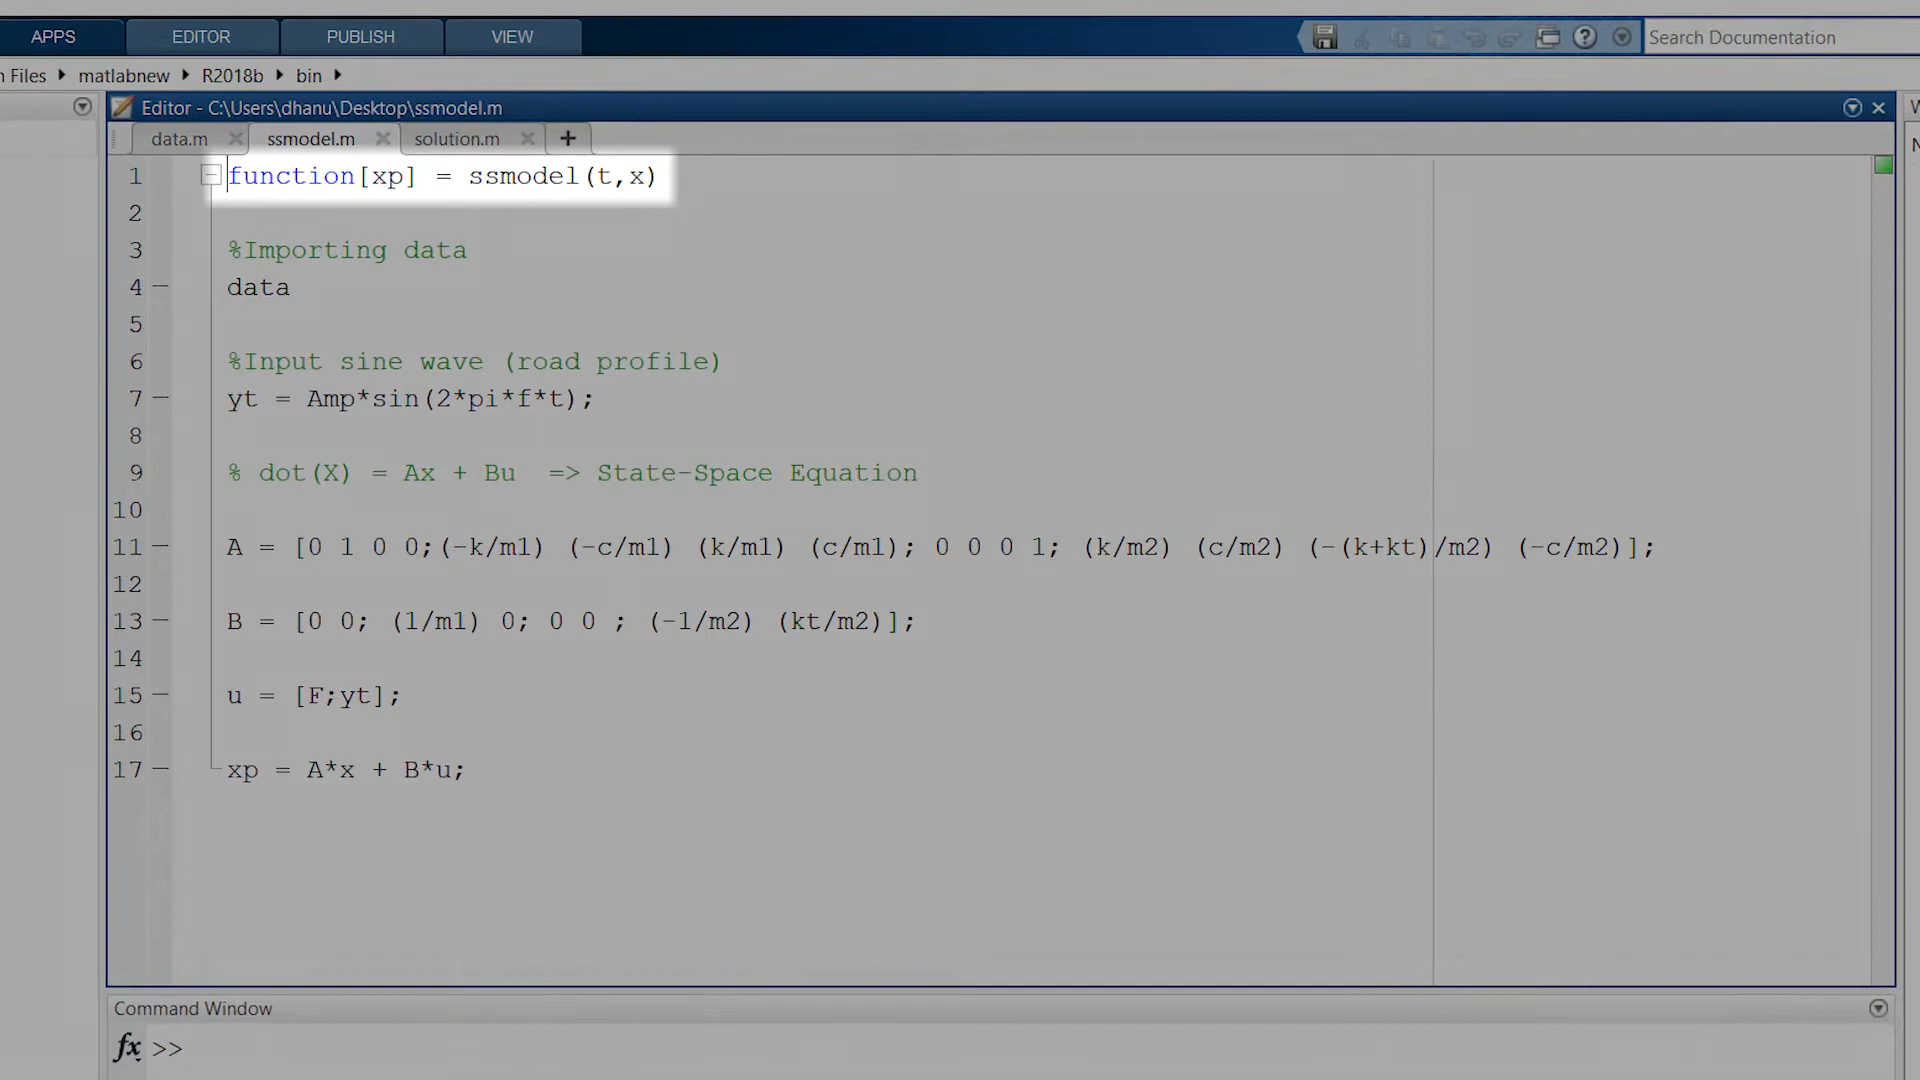 APPS EDITOR PUBLISH VIEW Search Documentation
n Files matlabnew R2018b bin
Editor - C:\Users\dhanu\Desktop\ssmodel.m W
data.m ssmodel.m solution.m + N
1 function[xp] = ssmodel(t,x)
2
3 %Importing data
4 data
5
6 %Input sine wave (road profile)
7 yt = Amp*sin(2*pi*f*t);
8
9 % dot(X) = Ax + Bu => State-Space Equation
10
11 A = [0 1 0 0;(-k/m1) (-c/m1) (k/m1) (c/m1); 0 0 0 1; (k/m2) (c/m2) (-(k+kt)/m2) (-c/m2)];
12
13 B = [0 0; (1/m1) 0; 0 0 ; (-1/m2) (kt/m2)];
14
15 u = [F;yt];
16
17 xp = A*x + B*u;
Command Window
fx >>